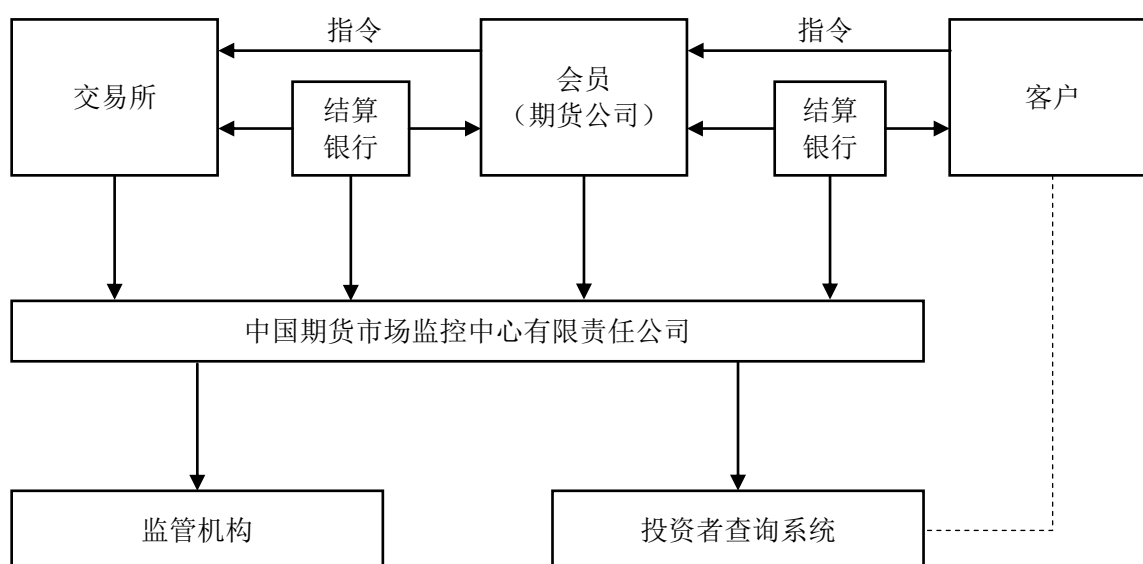 指令
指令
交易所
结算
银行
会员
（期货公司）
结算
银行
客户
中国期货市场监控中心有限责任公司
监管机构
投资者查询系统